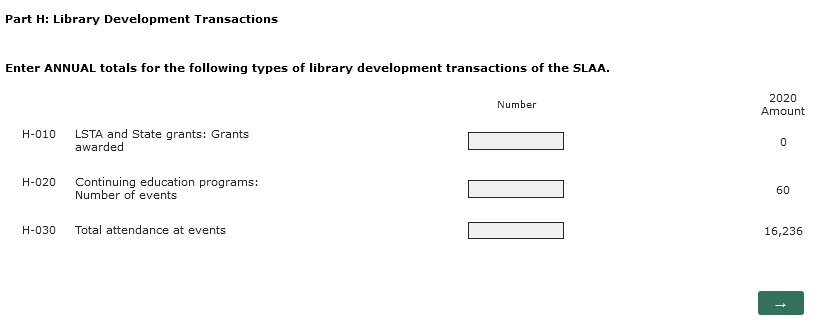 Part H: Library Development Transactions
Enter ANNUAL totals for the following types of library development transactions of the SLAA.
Number
2020
Amount
H-010 LSTA and State grants: Grants
awarded
0
H-020 Continuing education programs:
Number of events
60
H-030 Total attendance at events 16,236
→